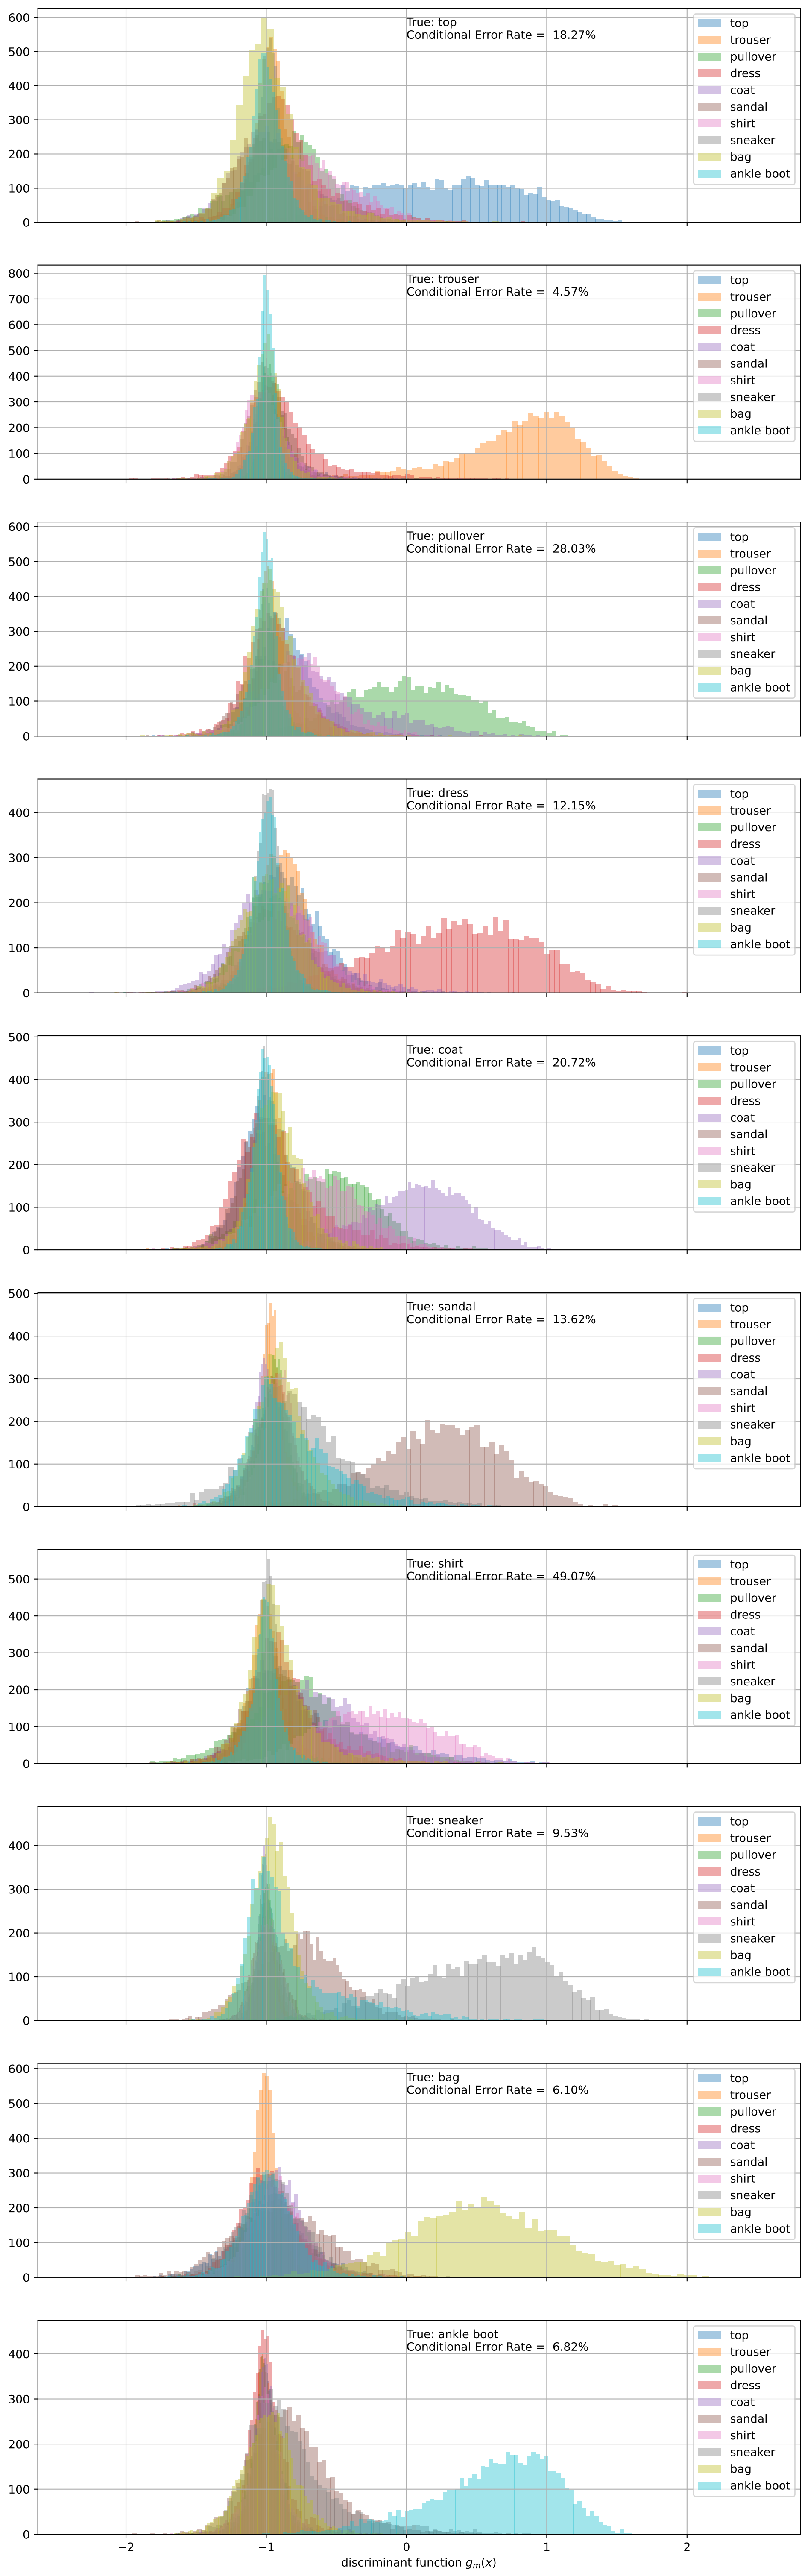 600
500
400
300
200
100
0
True: top
Conditional Error Rate = 18.27%
top
trouser
pullover
dress
coat
sandal
shirt
sneaker
bag
ankle boot
800
700
600
500
400
300
200
100
0
True: trouser
Conditional Error Rate = 4.57%
top
trouser
pullover
dress
coat
sandal
shirt
sneaker
bag
ankle boot
600
500
400
300
200
100
0
True: pullover
Conditional Error Rate = 28.03%
top
trouser
pullover
dress
coat
sandal
shirt
sneaker
bag
ankle boot
400
300
200
100
0
True: dress
Conditional Error Rate = 12.15%
top
trouser
pullover
dress
coat
sandal
shirt
sneaker
bag
ankle boot
500
400
300
200
100
0
True: coat
Conditional Error Rate = 20.72%
top
trouser
pullover
dress
coat
sandal
shirt
sneaker
bag
ankle boot
500
400
300
200
100
0
True: sandal
Conditional Error Rate = 13.62%
top
trouser
pullover
dress
coat
sandal
shirt
sneaker
bag
ankle boot
500
400
300
200
100
0
True: shirt
Conditional Error Rate = 49.07%
top
trouser
pullover
dress
coat
sandal
shirt
sneaker
bag
ankle boot
400
300
200
100
0
True: sneaker
Conditional Error Rate = 9.53%
top
trouser
pullover
dress
coat
sandal
shirt
sneaker
bag
ankle boot
600
500
400
300
200
100
0
True: bag
Conditional Error Rate = 6.10%
top
trouser
pullover
dress
coat
sandal
shirt
sneaker
bag
ankle boot
400
300
200
100
0
True: ankle boot
Conditional Error Rate = 6.82%
top
trouser
pullover
dress
coat
sandal
shirt
sneaker
bag
ankle boot
−2 −1 0 1 2
discriminant function gₘ(x)